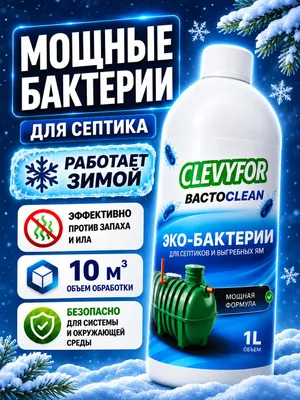 МОЩНЫЕ
БАКТЕРИИ
ДЛЯ СЕПТИКА
РАБОТАЕТ
ЗИМОЙ
ЭФФЕКТИВНО
ПРОТИВ ЗАПАХА
И ИЛА
10 м³
ОБЪЕМ ОБРАБОТКИ
БЕЗОПАСНО
ДЛЯ СИСТЕМЫ
И ОКРУЖАЮЩЕЙ
СРЕДЫ
CLEVYFOR
BACTOCLEAN
ЭКО-БАКТЕРИИ
ДЛЯ СЕПТИКОВ И ВЫГРЕБНЫХ ЯМ
МОЩНАЯ
ФОРМУЛА
1L
ОБЪЕМ